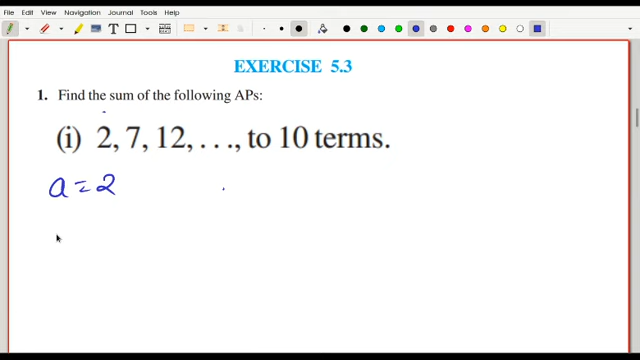 File Edit View Navigation Journal Tools Help
EXERCISE 5.3
1. Find the sum of the following APs:
(i) 2, 7, 12, . . ., to 10 terms.
a = 2